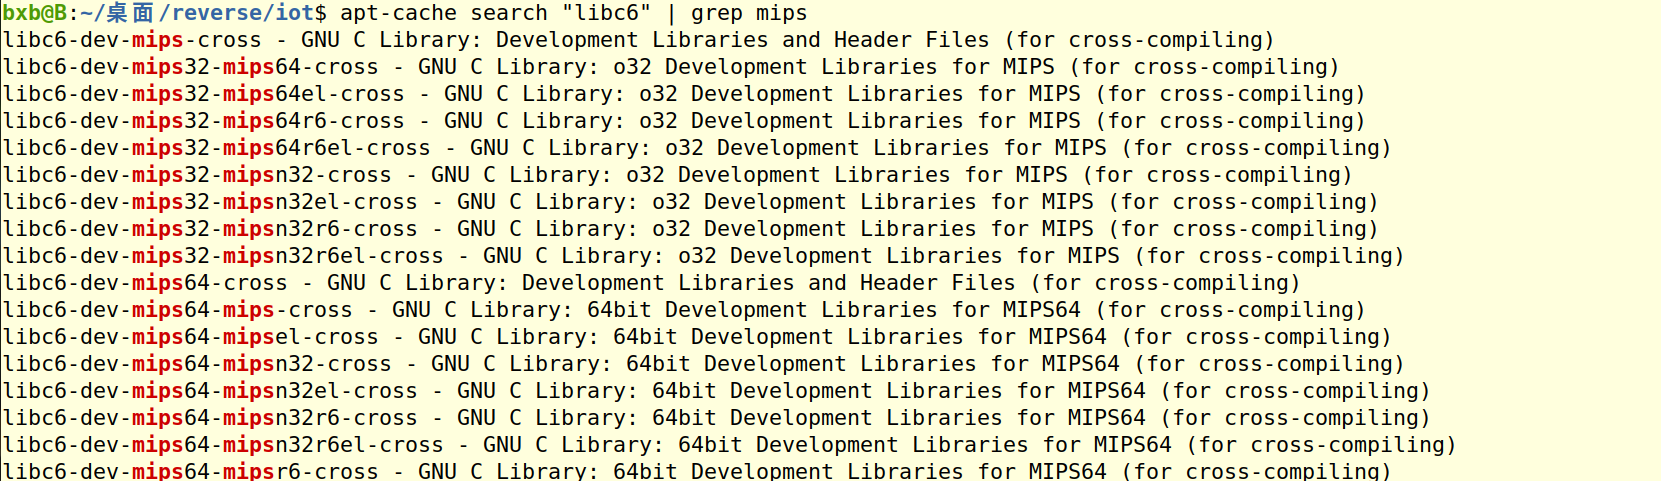 bxb@B:~/桌面/reverse/iot$ apt-cache search "libc6" | grep mips
libc6-dev-mips-cross - GNU C Library: Development Libraries and Header Files (for cross-compiling)
libc6-dev-mips32-mips64-cross - GNU C Library: o32 Development Libraries for MIPS (for cross-compiling)
libc6-dev-mips32-mips64el-cross - GNU C Library: o32 Development Libraries for MIPS (for cross-compiling)
libc6-dev-mips32-mips64r6-cross - GNU C Library: o32 Development Libraries for MIPS (for cross-compiling)
libc6-dev-mips32-mips64r6el-cross - GNU C Library: o32 Development Libraries for MIPS (for cross-compiling)
libc6-dev-mips32-mipsn32-cross - GNU C Library: o32 Development Libraries for MIPS (for cross-compiling)
libc6-dev-mips32-mipsn32el-cross - GNU C Library: o32 Development Libraries for MIPS (for cross-compiling)
libc6-dev-mips32-mipsn32r6-cross - GNU C Library: o32 Development Libraries for MIPS (for cross-compiling)
libc6-dev-mips32-mipsn32r6el-cross - GNU C Library: o32 Development Libraries for MIPS (for cross-compiling)
libc6-dev-mips64-cross - GNU C Library: Development Libraries and Header Files (for cross-compiling)
libc6-dev-mips64-mips-cross - GNU C Library: 64bit Development Libraries for MIPS64 (for cross-compiling)
libc6-dev-mips64-mipsel-cross - GNU C Library: 64bit Development Libraries for MIPS64 (for cross-compiling)
libc6-dev-mips64-mipsn32-cross - GNU C Library: 64bit Development Libraries for MIPS64 (for cross-compiling)
libc6-dev-mips64-mipsn32el-cross - GNU C Library: 64bit Development Libraries for MIPS64 (for cross-compiling)
libc6-dev-mips64-mipsn32r6-cross - GNU C Library: 64bit Development Libraries for MIPS64 (for cross-compiling)
libc6-dev-mips64-mipsn32r6el-cross - GNU C Library: 64bit Development Libraries for MIPS64 (for cross-compiling)
libc6-dev-mips64-mipsr6-cross - GNU C Library: 64bit Development Libraries for MIPS64 (for cross-compiling)